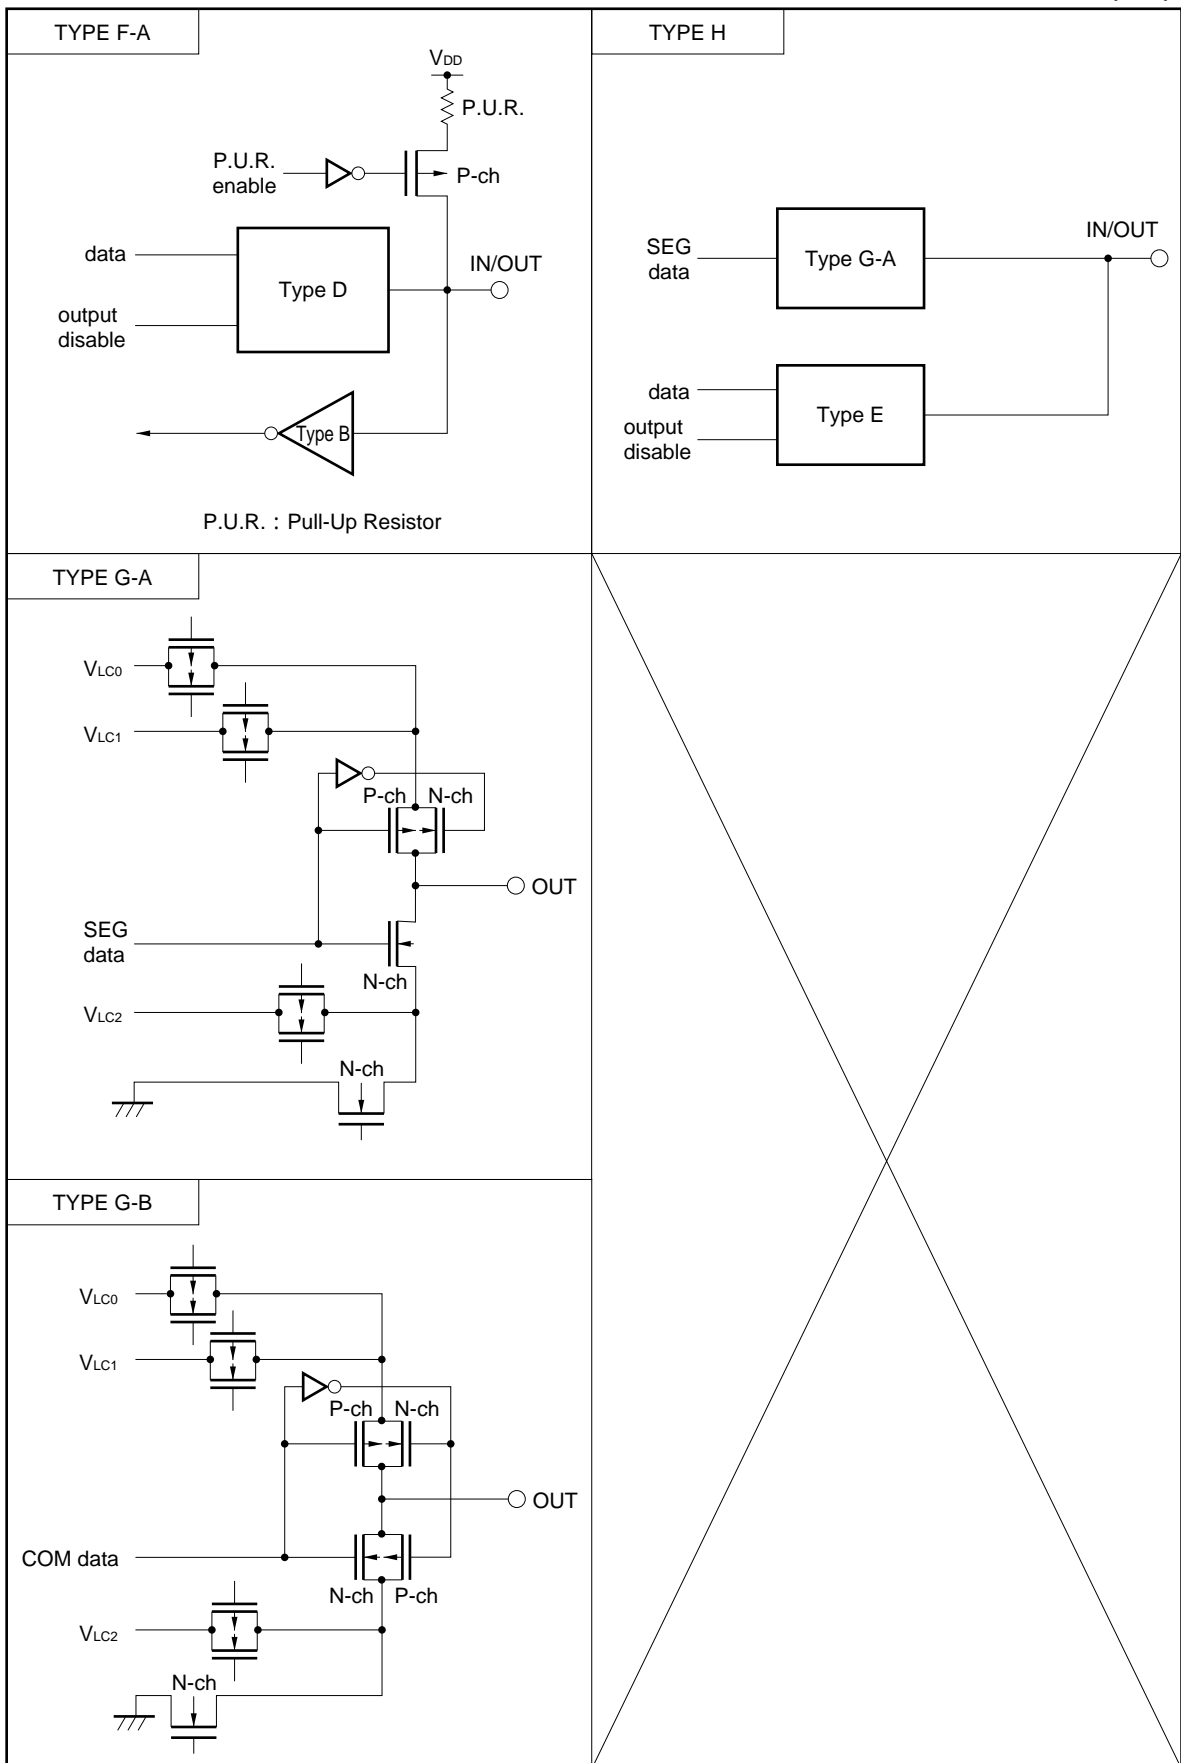 TYPE F-A
VDD
P.U.R.
P.U.R.
enable
P-ch
data
Type D
IN/OUT
output
disable
Type B
P.U.R. : Pull-Up Resistor
TYPE H
SEG
data
Type G-A
IN/OUT
data
Type E
output
disable
TYPE G-A
VLC0
VLC1
P-ch N-ch
OUT
SEG
data
N-ch
VLC2
N-ch
TYPE G-B
VLC0
VLC1
P-ch N-ch
OUT
COM data
N-ch P-ch
VLC2
N-ch